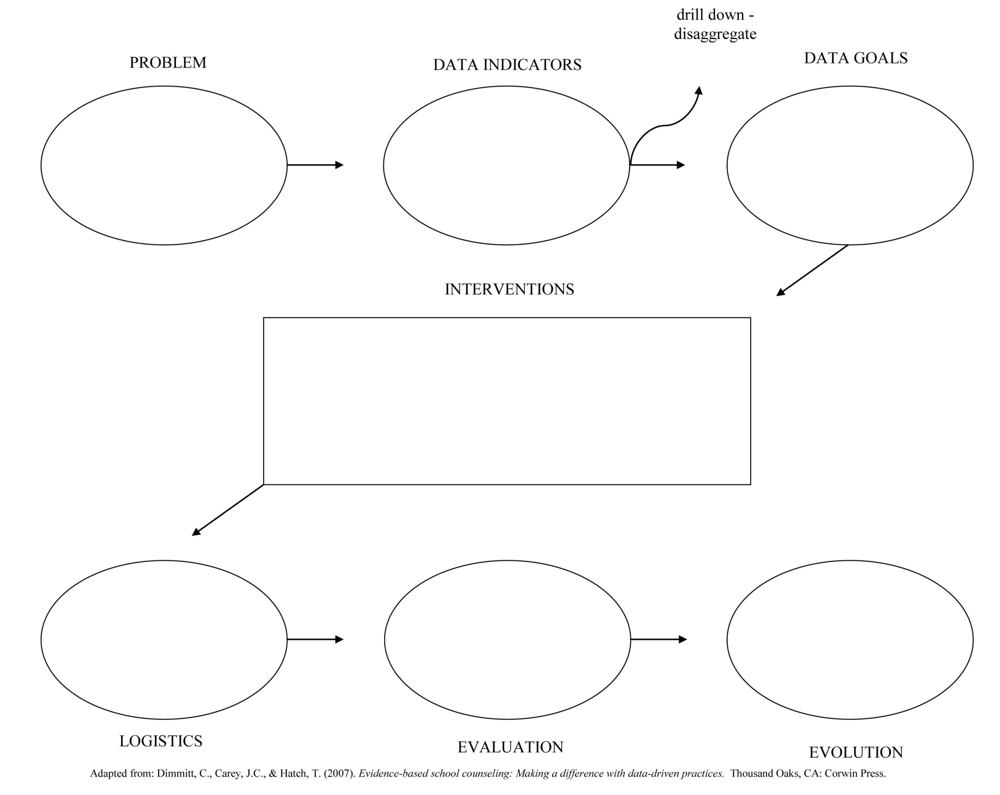 drill down -
disaggregate
PROBLEM
DATA INDICATORS
DATA GOALS
INTERVENTIONS
LOGISTICS
EVALUATION
EVOLUTION
Adapted from: Dimmitt, C., Carey, J.C., & Hatch, T. (2007). Evidence-based school counseling: Making a difference with data-driven practices.  Thousand Oaks, CA: Corwin Press.